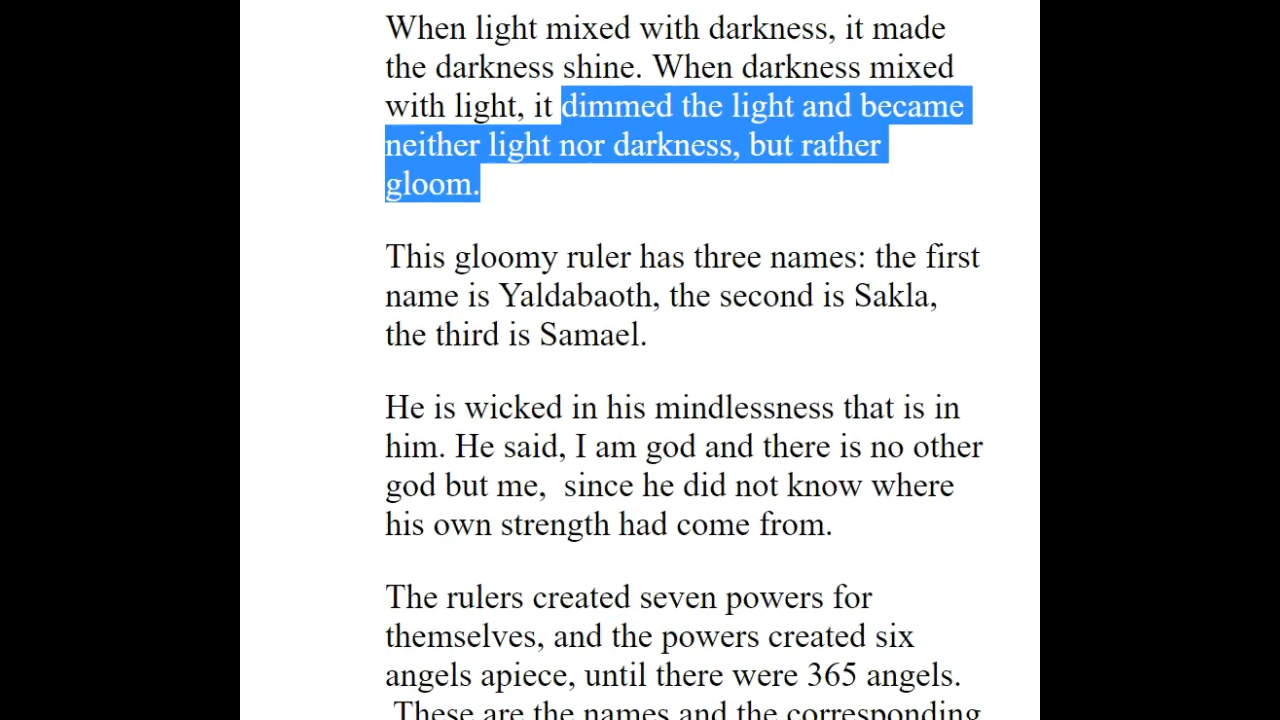 When light mixed with darkness, it made
the darkness shine. When darkness mixed
with light, it dimmed the light and became
neither light nor darkness, but rather
gloom.
This gloomy ruler has three names: the first
name is Yaldabaoth, the second is Sakla,
the third is Samael.
He is wicked in his mindlessness that is in
him. He said, I am god and there is no other
god but me,  since he did not know where
his own strength had come from.
The rulers created seven powers for
themselves, and the powers created six
angels apiece, until there were 365 angels.
These are the names and the corresponding